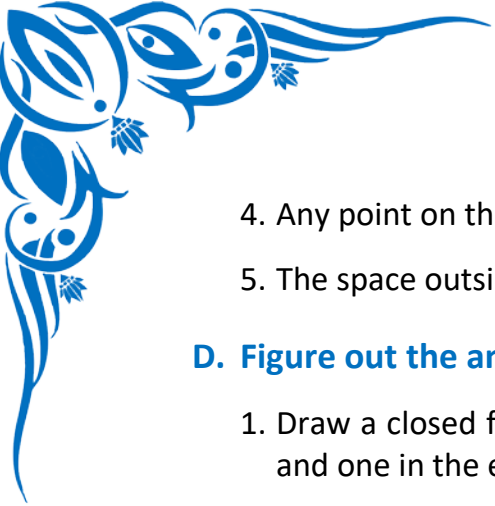 4. Any point on th
5. The space outsi
D. Figure out the a
1. Draw a closed f
and one in the e